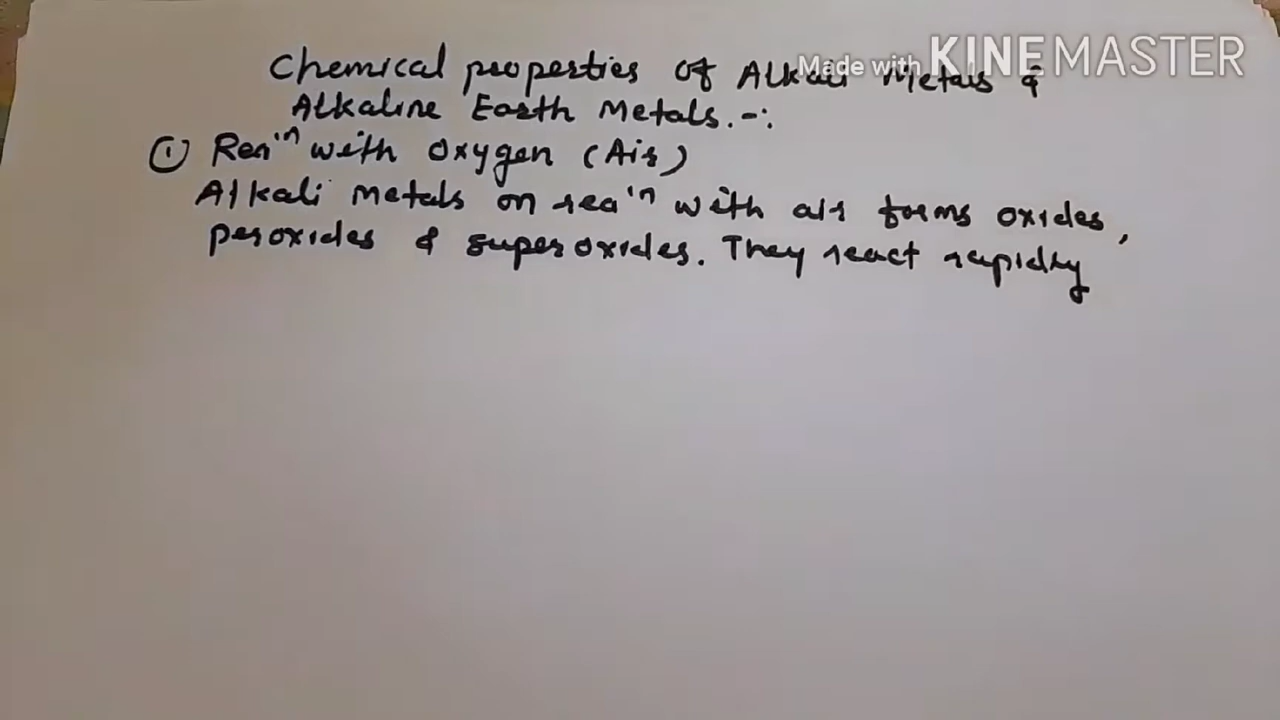 Made with KINEMASTER
Chemical properties of Alkali Metals &
Alkaline Earth Metals.-:
① Rea'n with oxygen (Air)
Alkali metals on rea'n with air forms oxides,
peroxides & superoxides. They react rapidly